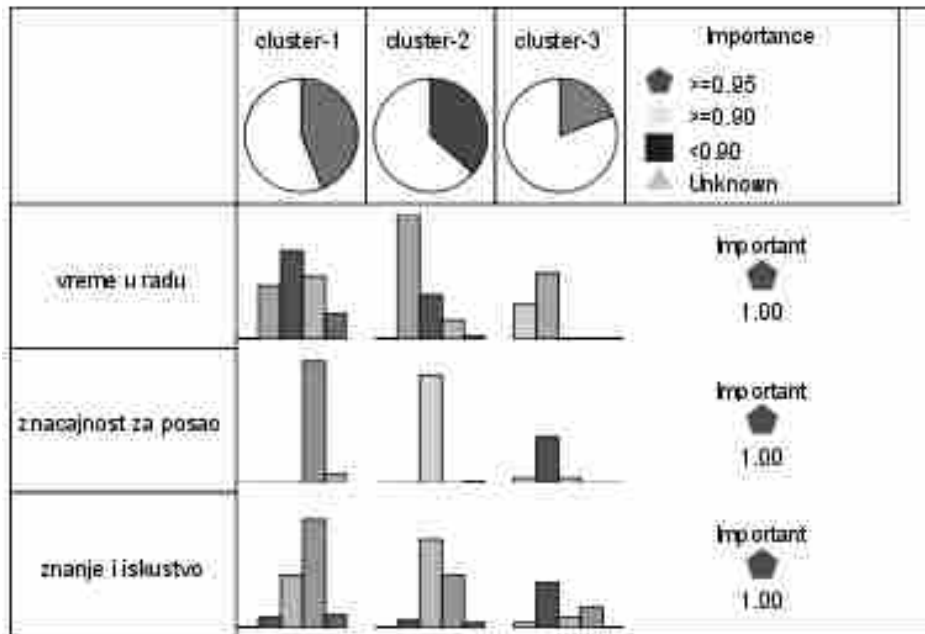 cluster-1
cluster-2
cluster-3
Importance
>=0.95
>=0.90
<0.90
Unknown
vreme u radu
Important
1.00
znacajnost za posao
Important
1.00
znanje i iskustvo
Important
1.00